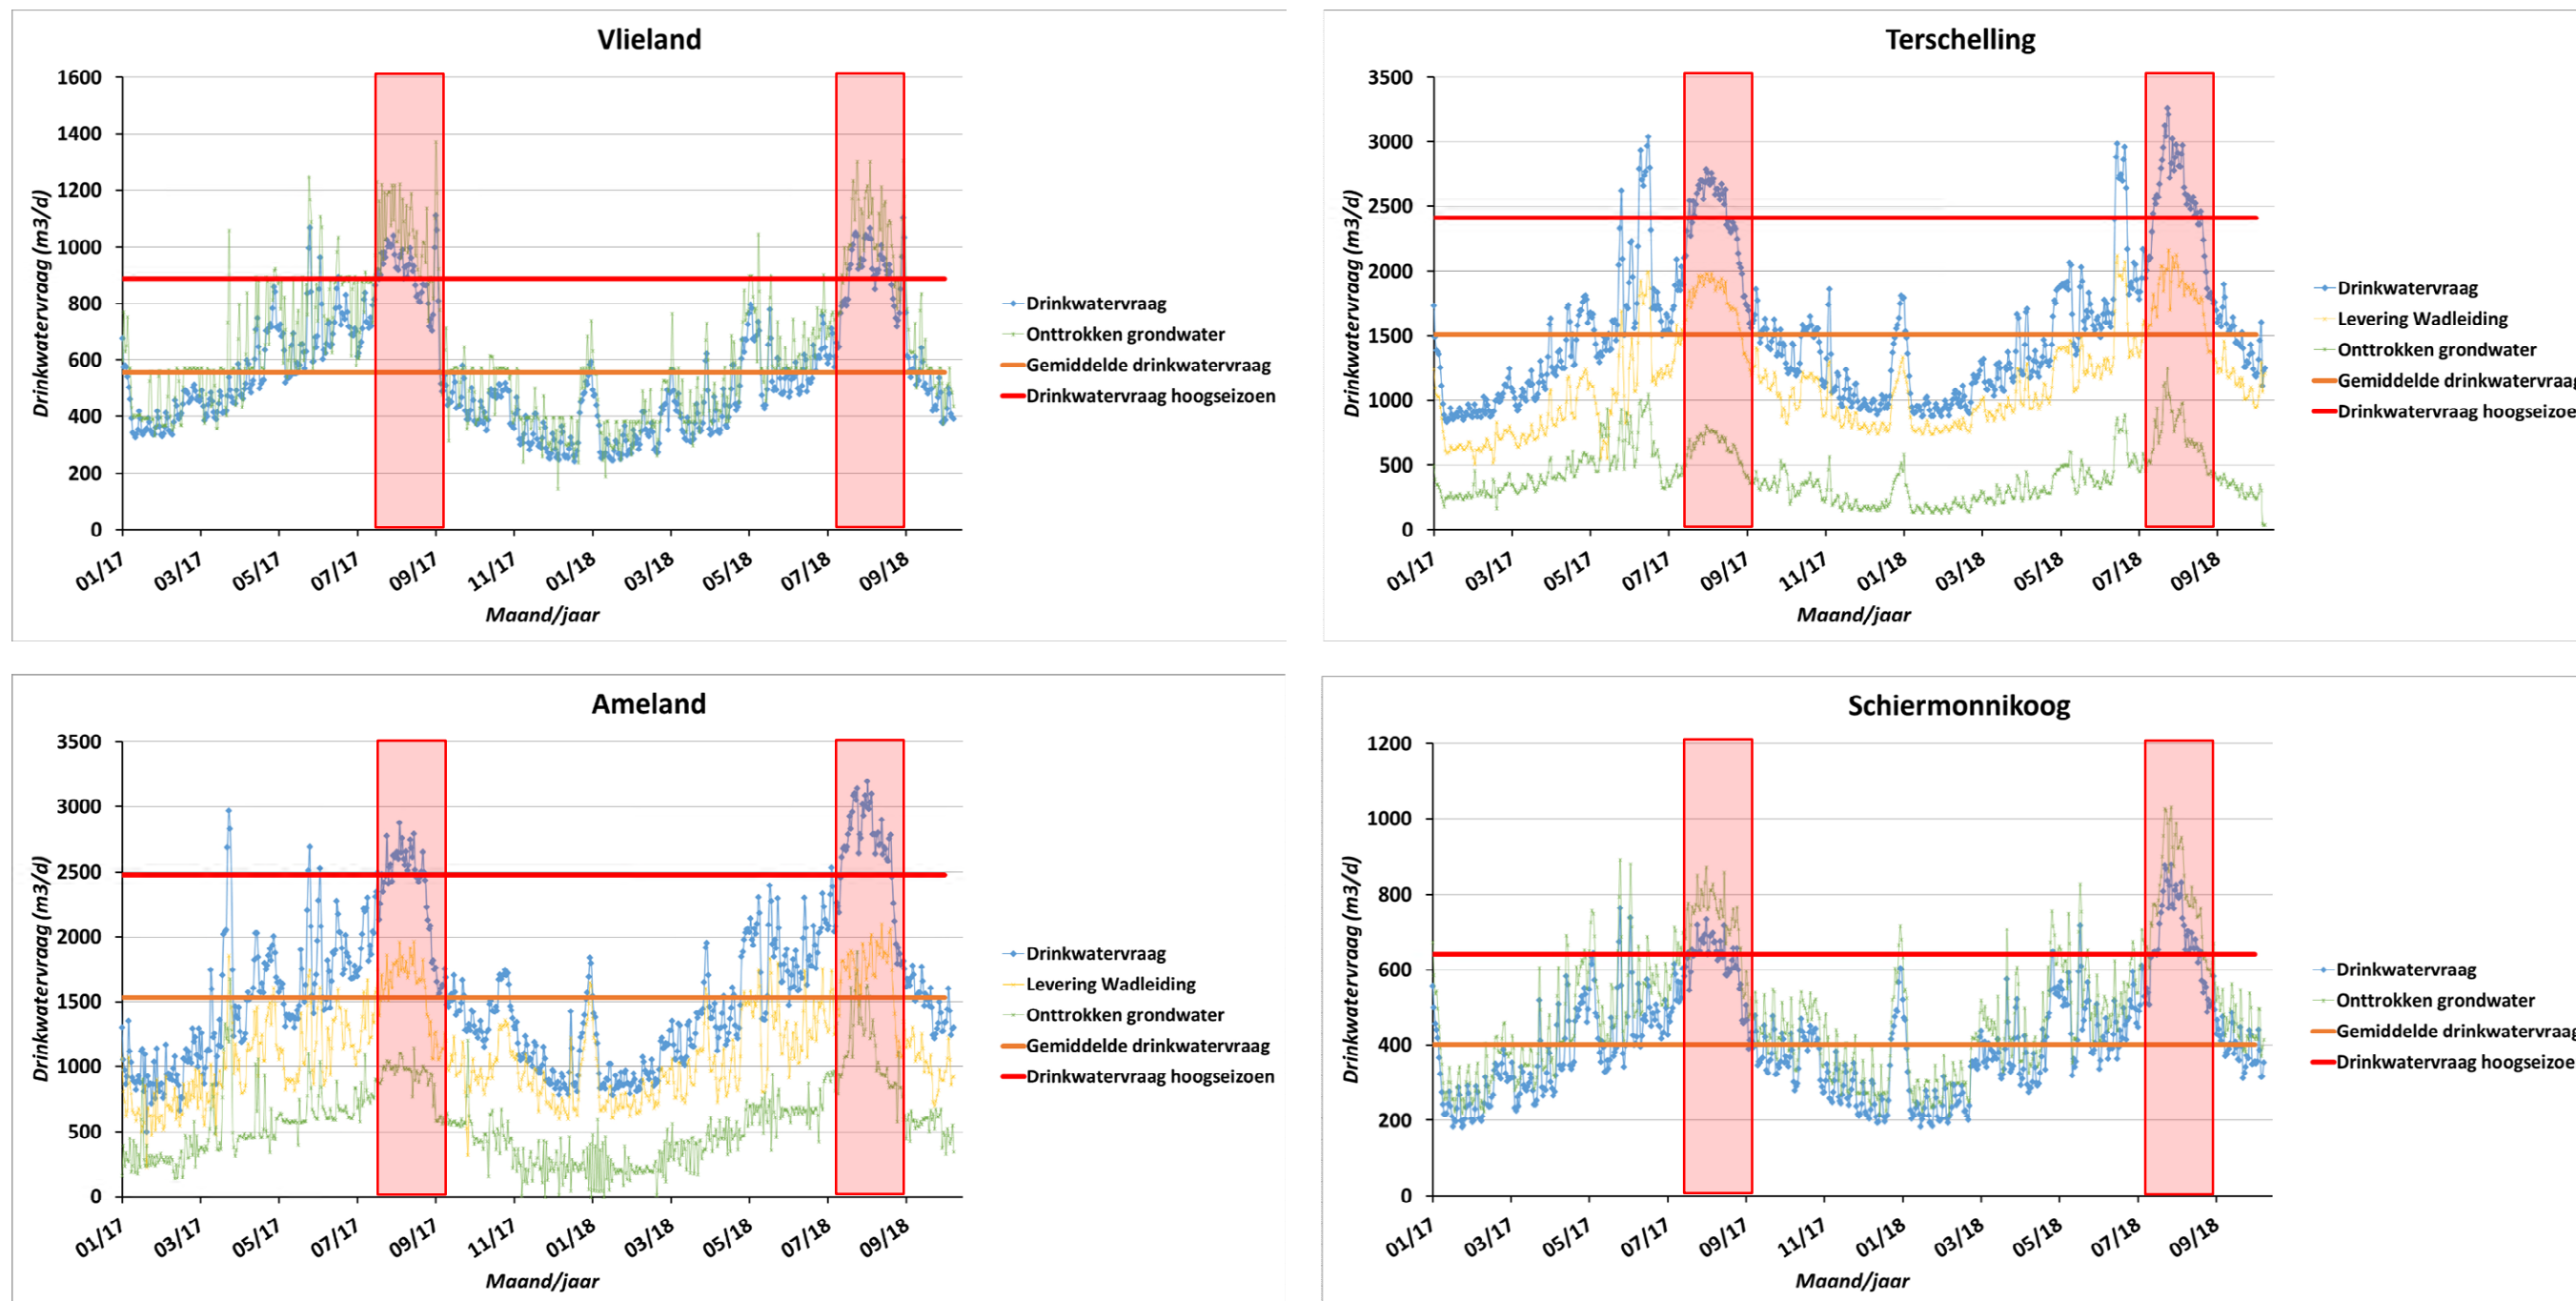 Vlieland
Drinkwatervraag (m3/d)
1600
1400
1200
1000
800
600
400
200
0
01/17 03/17 05/17 07/17 09/17 11/17 01/18 03/18 05/18 07/18 09/18
Maand/jaar
Drinkwatervraag
Onttrokken grondwater
Gemiddelde drinkwatervraag
Drinkwatervraag hoogseizoen
Terschelling
Drinkwatervraag (m3/d)
3500
3000
2500
2000
1500
1000
500
0
01/17 03/17 05/17 07/17 09/17 11/17 01/18 03/18 05/18 07/18 09/18
Maand/jaar
Drinkwatervraag
Levering Wadleiding
Onttrokken grondwater
Gemiddelde drinkwatervraag
Drinkwatervraag hoogseizoe
Ameland
Drinkwatervraag (m3/d)
3500
3000
2500
2000
1500
1000
500
0
01/17 03/17 05/17 07/17 09/17 11/17 01/18 03/18 05/18 07/18 09/18
Maand/jaar
Drinkwatervraag
Levering Wadleiding
Onttrokken grondwater
Gemiddelde drinkwatervraag
Drinkwatervraag hoogseizoen
Schiermonnikoog
Drinkwatervraag (m3/d)
1200
1000
800
600
400
200
0
01/17 03/17 05/17 07/17 09/17 11/17 01/18 03/18 05/18 07/18 09/18
Maand/jaar
Drinkwatervraag
Onttrokken grondwater
Gemiddelde drinkwatervraag
Drinkwatervraag hoogseizoe